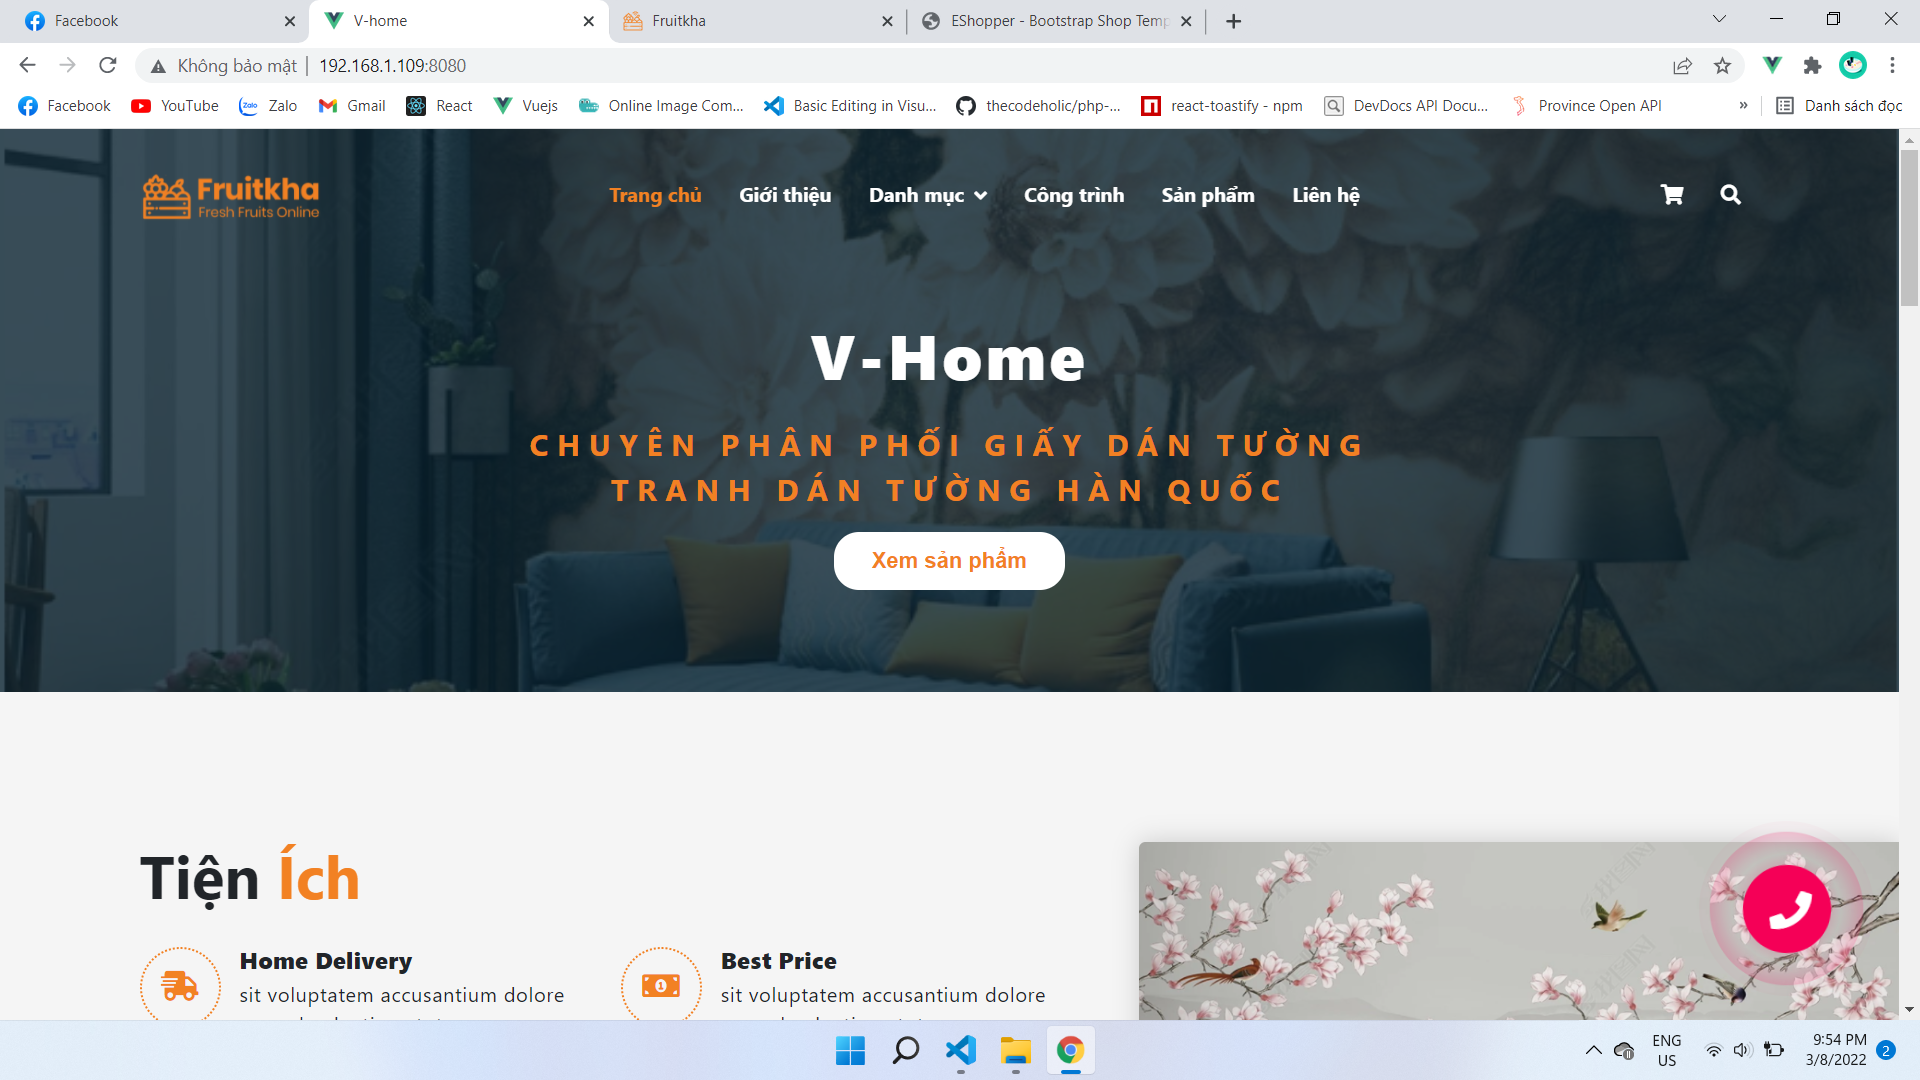 Facebook
V-home
Fruitkha
EShopper - Bootstrap Shop Temp
Không bảo mật | 192.168.1.109:8080
Facebook YouTube Zalo Gmail React Vuejs Online Image Com... Basic Editing in Visu... thecodeholic/php-... react-toastify - npm DevDocs API Docu... Province Open API » Danh sách đọc
Fruitkha
Fresh Fruits Online
Trang chủ Giới thiệu Danh mục Công trình Sản phẩm Liên hệ
V-Home
CHUYÊN PHÂN PHỐI GIẤY DÁN TƯỜNG
TRANH DÁN TƯỜNG HÀN QUỐC
Xem sản phẩm
Tiện Ích
Home Delivery
sit voluptatem accusantium dolore
Best Price
sit voluptatem accusantium dolore
ENG
US
9:54 PM
3/8/2022
2